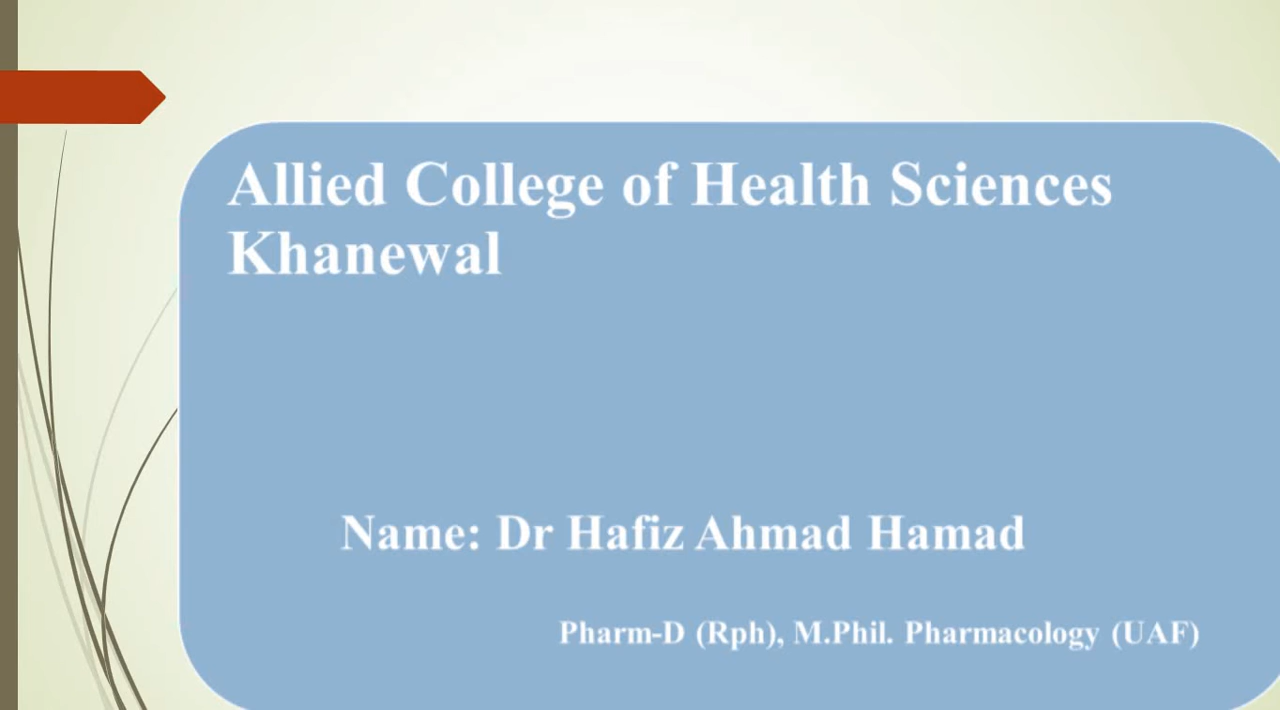 Allied College of Health Sciences
Khanewal
Name: Dr Hafiz Ahmad Hamad
Pharm-D (Rph), M.Phil. Pharmacology (UAF)